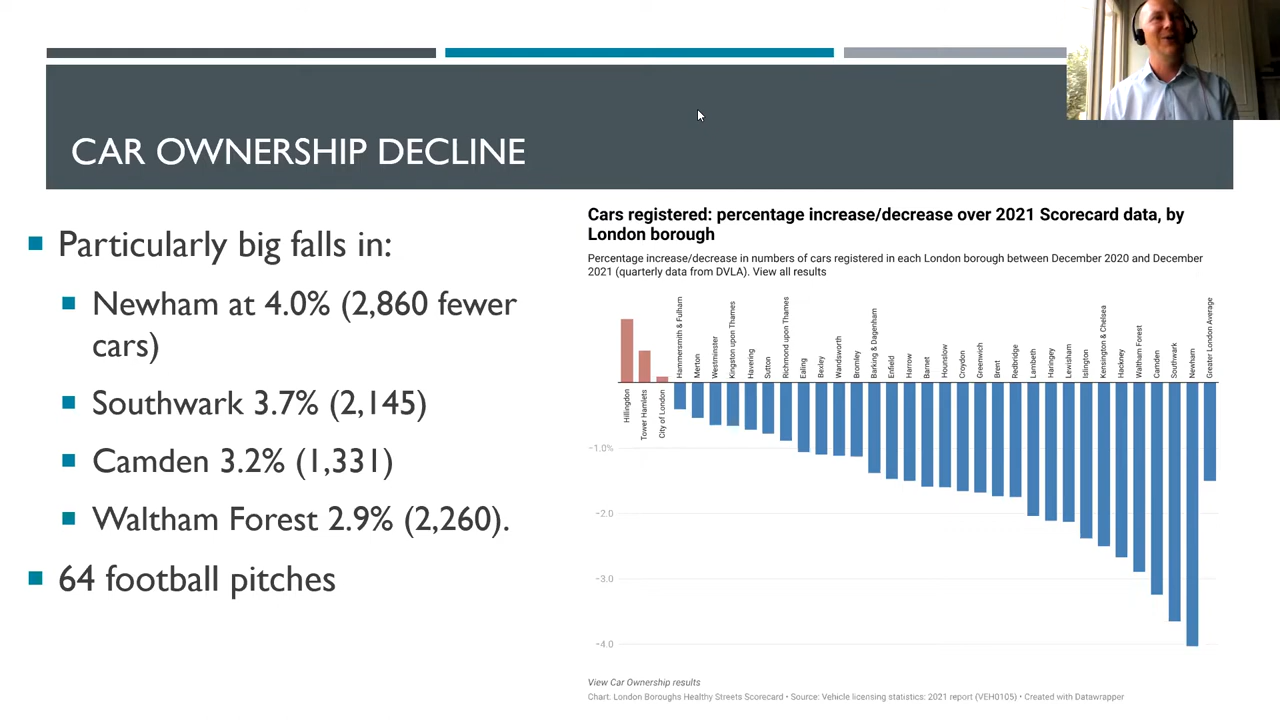 CAR OWNERSHIP DECLINE
Particularly big falls in:
Newham at 4.0% (2,860 fewer
cars)
Southwark 3.7% (2,145)
Camden 3.2% (1,331)
Waltham Forest 2.9% (2,260).
64 football pitches
Cars registered: percentage increase/decrease over 2021 Scorecard data, by
London borough
Percentage increase/decrease in numbers of cars registered in each London borough between December 2020 and December
2021 (quarterly data from DVLA). View all results
Hillingdon
Tower Hamlets
City of London
Hammersmith & Fulham
Merton
Westminster
Kingston upon Thames
Havering
Sutton
Richmond upon Thames
Ealing
Bexley
Wandsworth
Bromley
Barking & Dagenham
Enfield
Harrow
Barnet
Hounslow
Croydon
Greenwich
Brent
Redbridge
Lambeth
Haringey
Lewisham
Islington
Kensington & Chelsea
Hackney
Waltham Forest
Camden
Southwark
Newham
Greater London Average
−1.0%
−2.0
−3.0
−4.0
View Car Ownership results
Chart: London Boroughs Healthy Streets Scorecard • Source: Vehicle licensing statistics: 2021 report (VEH0105) • Created with Datawrapper